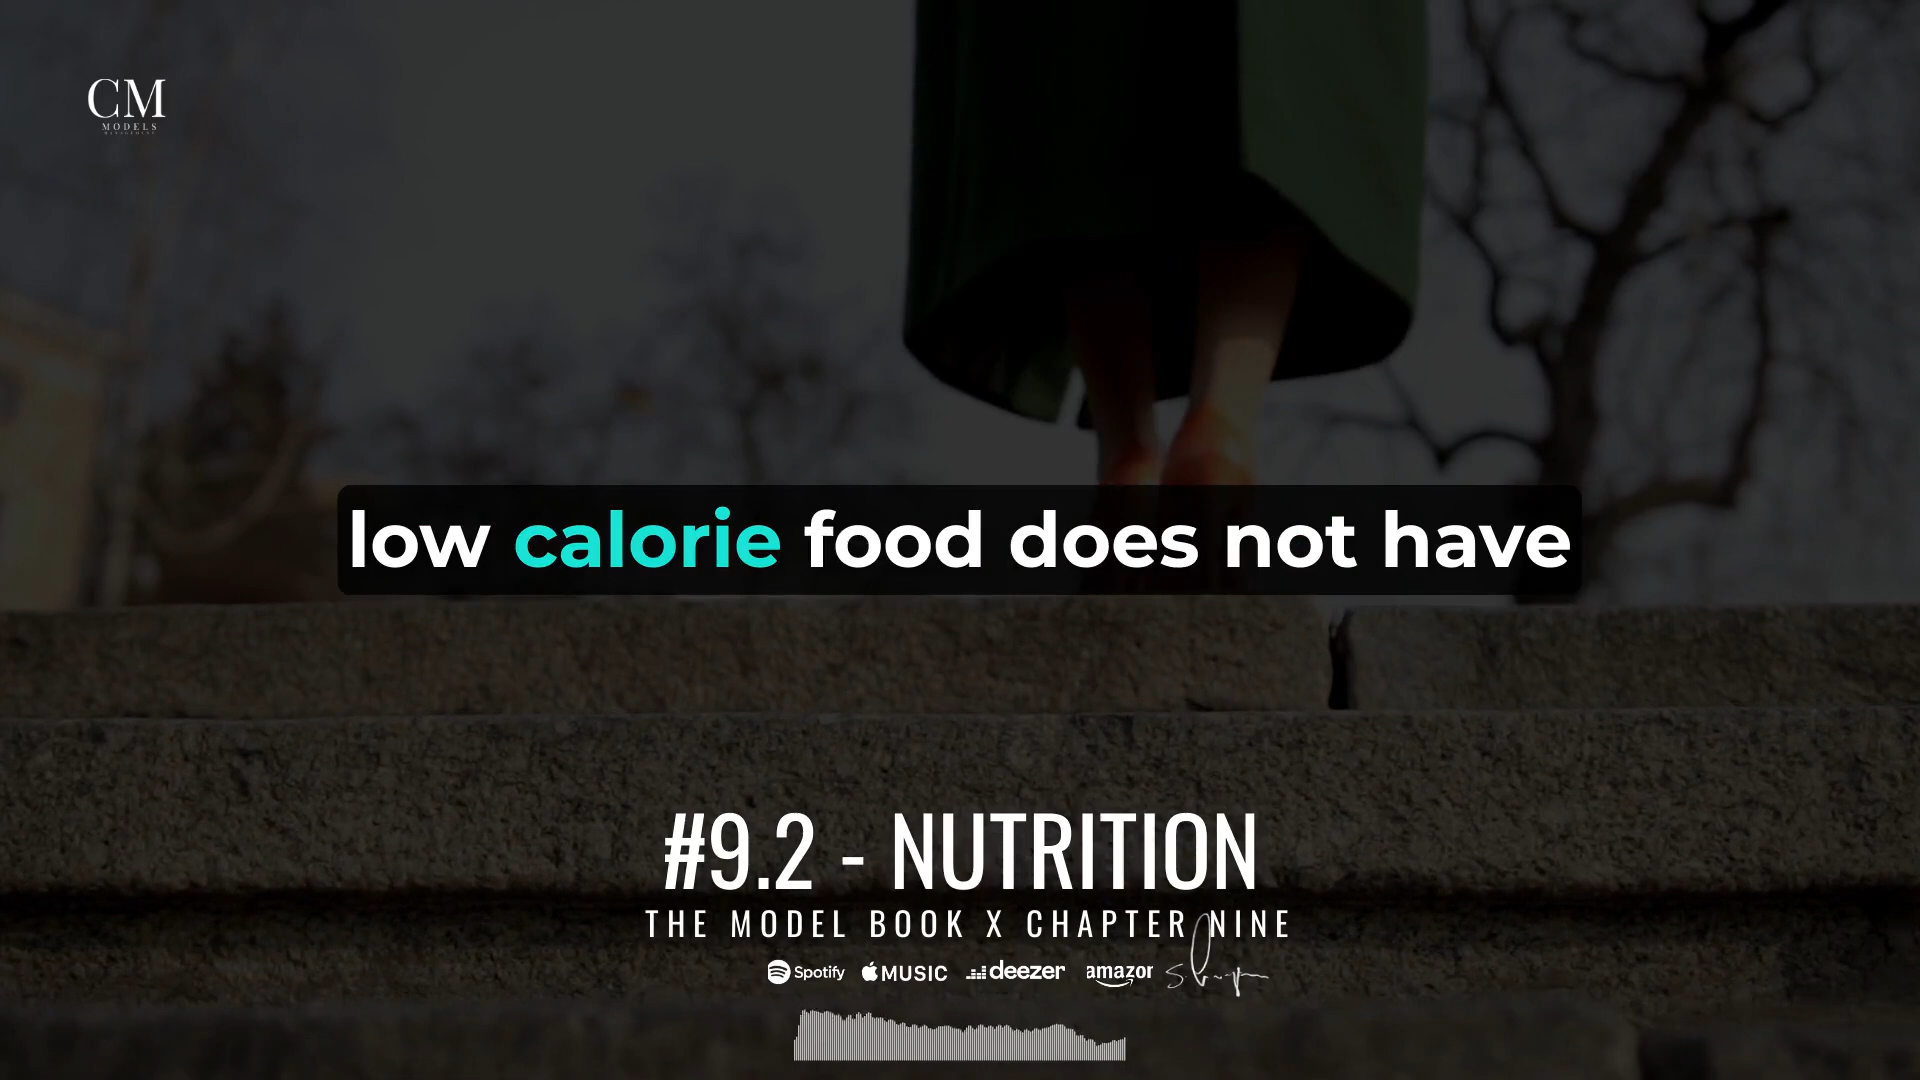 CM
MODELS
low calorie food does not have
#9.2 - NUTRITION
THE MODEL BOOK X CHAPTER NINE
Spotify MUSIC deezer amazon